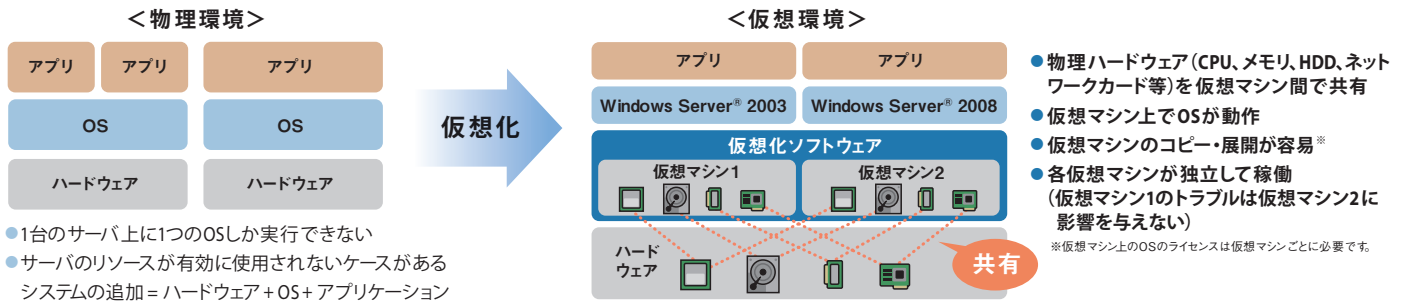 ＜物理環境＞
アプリ
アプリ
アプリ
OS
OS
ハードウェア
ハードウェア
●1台のサーバ上に1つのOSしか実行できない
●サーバのリソースが有効に使用されないケースがある
システムの追加＝ハードウェア＋OS＋アプリケーション
仮想化
＜仮想環境＞
アプリ
アプリ
Windows Server® 2003
Windows Server® 2008
仮想化ソフトウェア
仮想マシン1
仮想マシン2
ハード
ウェア
共有
●物理ハードウェア（CPU、メモリ、HDD、ネット
ワークカード等）を仮想マシン間で共有
●仮想マシン上でOSが動作
●仮想マシンのコピー・展開が容易※
●各仮想マシンが独立して稼働
（仮想マシン1のトラブルは仮想マシン2に
影響を与えない）
※仮想マシン上のOSのライセンスは仮想マシンごとに必要です。